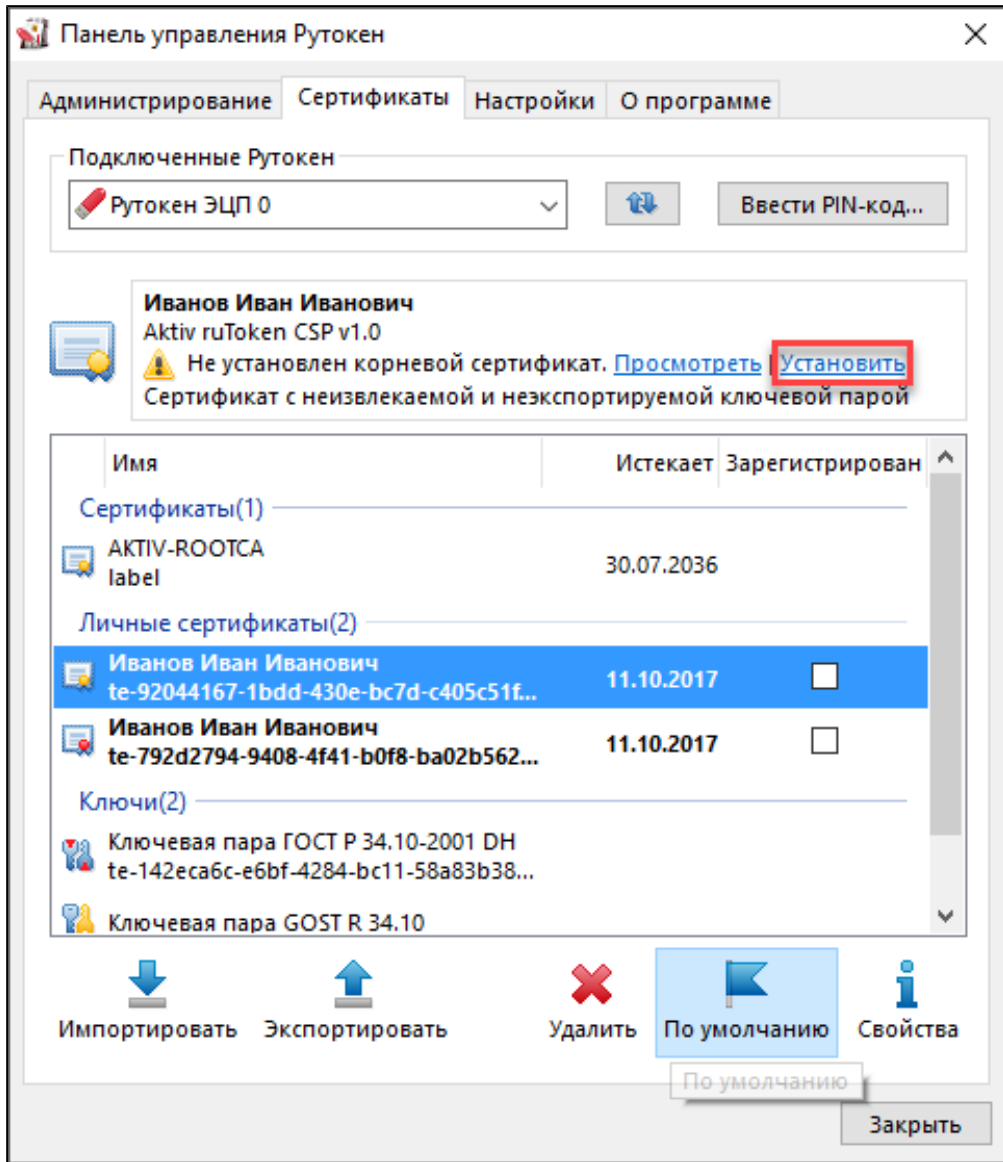 Панель управления Рутокен
Администрирование Сертификаты Настройки О программе
Подключенные Рутокен
Рутокен ЭЦП 0 Ввести PIN-код...
Иванов Иван Иванович
Aktiv ruToken CSP v1.0
Не установлен корневой сертификат. Просмотреть | Установить
Сертификат с неизвлекаемой и неэкспортируемой ключевой парой
Имя Истекает Зарегистрирован
Сертификаты(1)
AKTIV-ROOTCA
label 30.07.2036
Личные сертификаты(2)
Иванов Иван Иванович
te-92044167-1bdd-430e-bc7d-c405c51f... 11.10.2017
Иванов Иван Иванович
te-792d2794-9408-4f41-b0f8-ba02b562... 11.10.2017
Ключи(2)
Ключевая пара ГОСТ Р 34.10-2001 DH
te-142eca6c-e6bf-4284-bc11-58a83b38...
Ключевая пара GOST R 34.10
Импортировать Экспортировать Удалить По умолчанию Свойства
По умолчанию
Закрыть